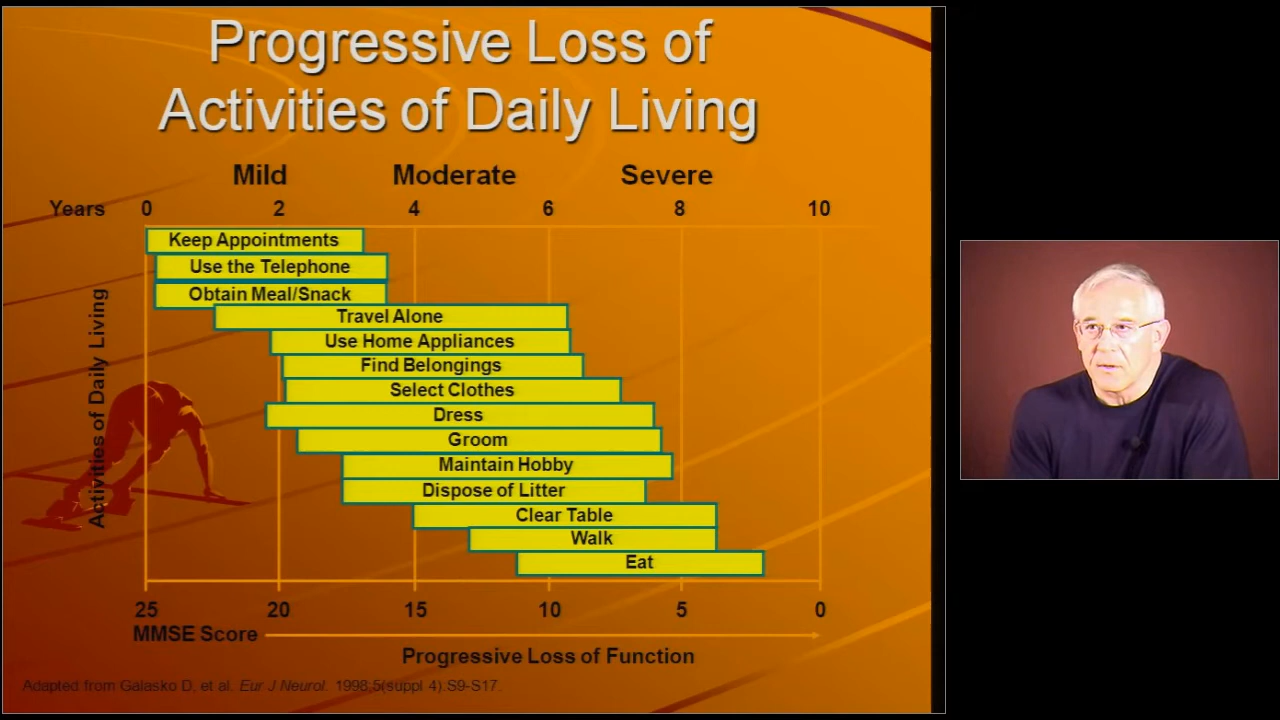 Progressive Loss of
Activities of Daily Living
Mild Moderate Severe
Years 0 2 4 6 8 10
Activities of Daily Living
Keep Appointments
Use the Telephone
Obtain Meal/Snack
Travel Alone
Use Home Appliances
Find Belongings
Select Clothes
Dress
Groom
Maintain Hobby
Dispose of Litter
Clear Table
Walk
Eat
25 20 15 10 5 0
MMSE Score
Progressive Loss of Function
Adapted from Galasko D, et al. Eur J Neurol. 1998;5(suppl 4):S9-S17.